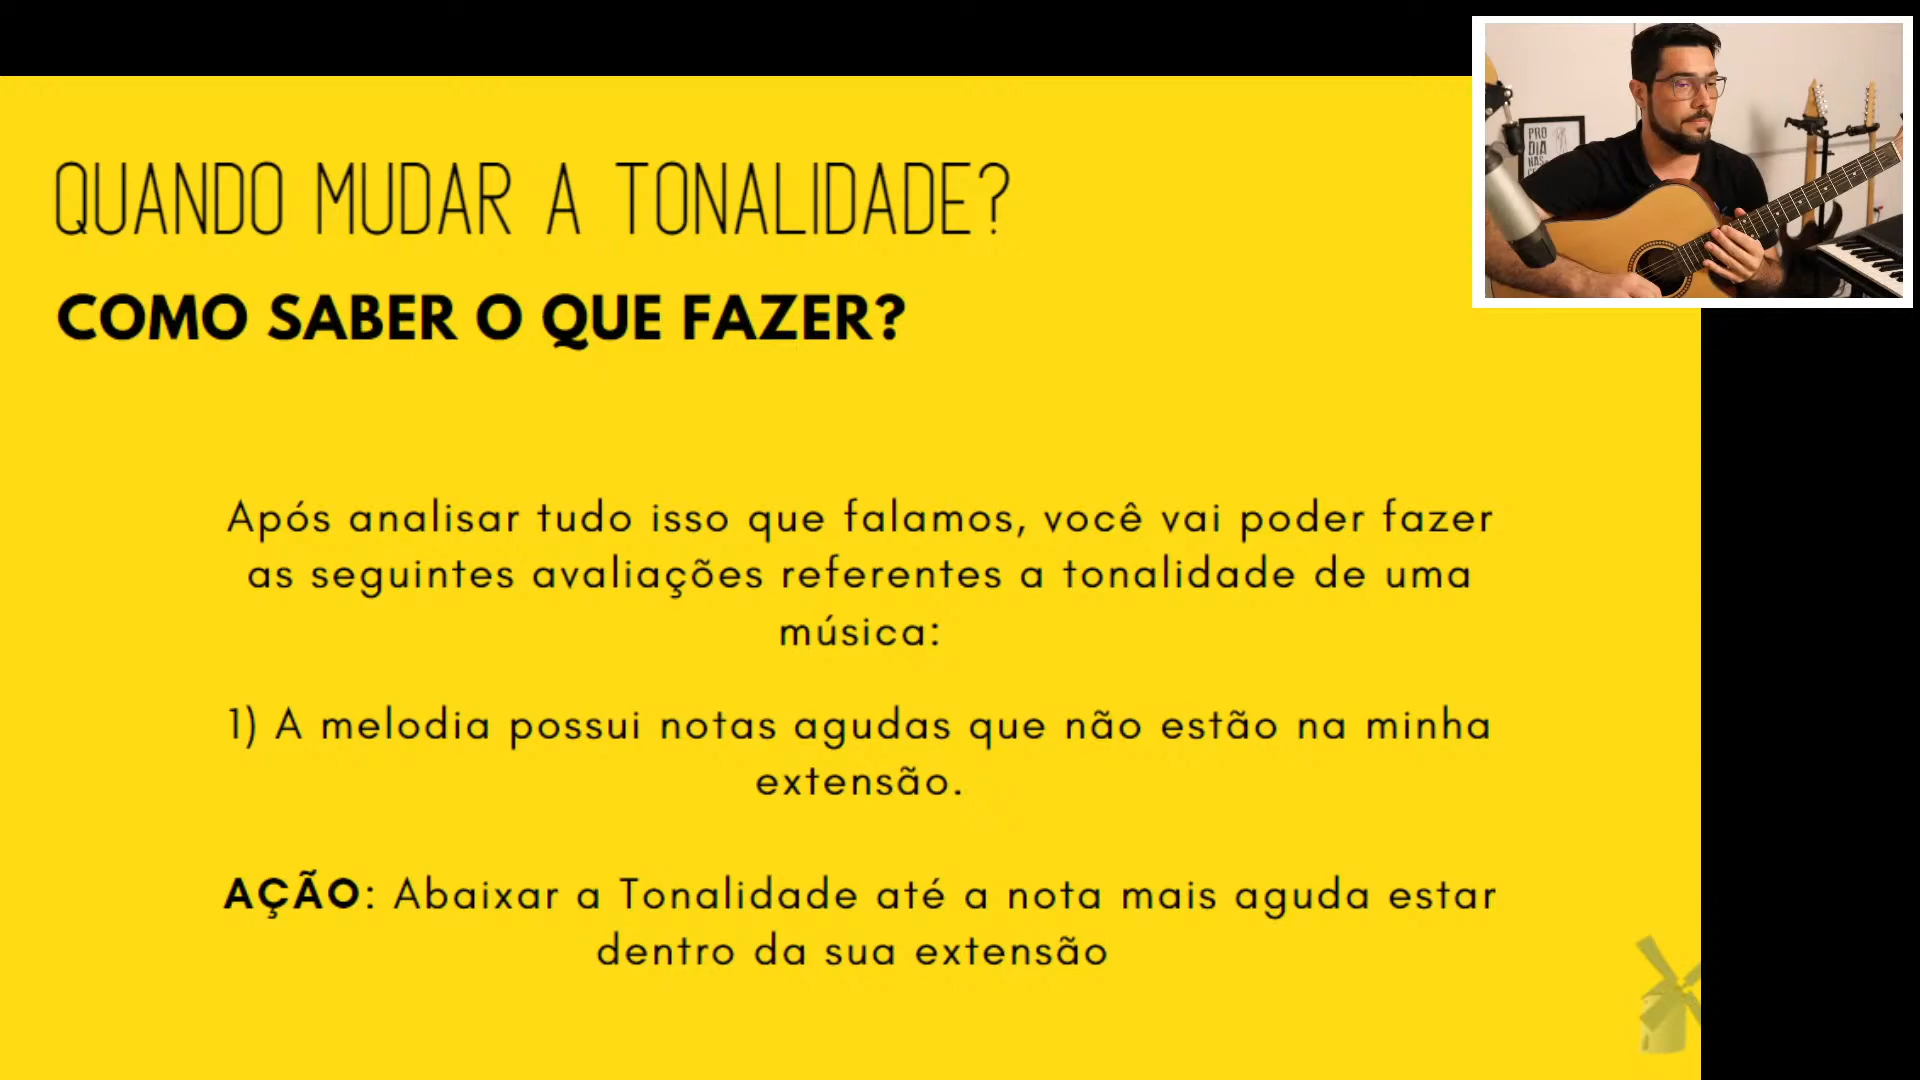 QUANDO MUDAR A TONALIDADE?
COMO SABER O QUE FAZER?
Após analisar tudo isso que falamos, você vai poder fazer
as seguintes avaliações referentes a tonalidade de uma
música:
1) A melodia possui notas agudas que não estão na minha
extensão.
AÇÃO: Abaixar a Tonalidade até a nota mais aguda estar
dentro da sua extensão
PRO
DIA
NAS